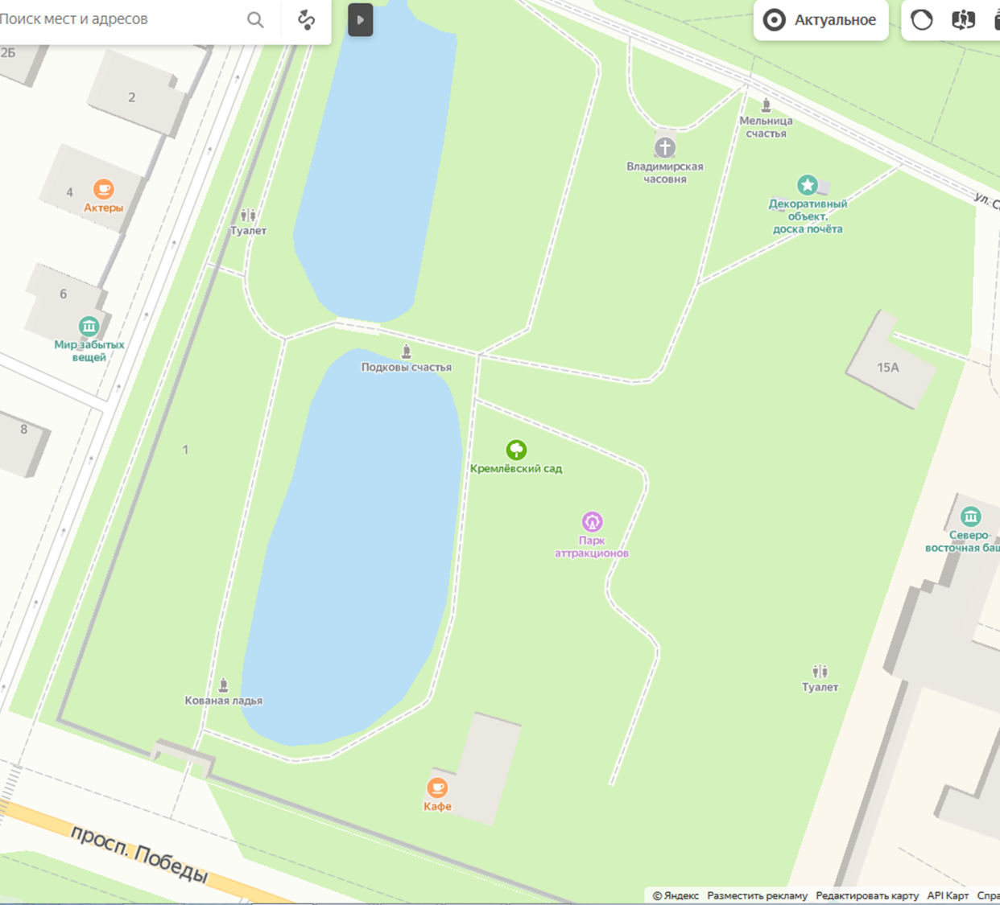 Поиск мест и адресов
Актуальное
2Б
2
Мельница
счастья
Владимирская
часовня
4
Актеры
ул. С
Декоративный
объект,
доска почёта
Туалет
6
Мир забытых
вещей
Подковы счастья
15А
8
1
Кремлёвский сад
Парк
аттракционов
Северо-
восточная баш
Туалет
Кованая ладья
Кафе
просп. Победы
© Яндекс Разместить рекламу Редактировать карту API Карт Спра